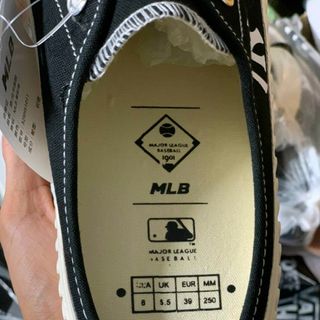 MLB
MAJOR LEAGUE
BASEBALL
1901
MLB
MAJOR LEAGUE
BASEBALL
UK EUR MM
8 5.5 39 250